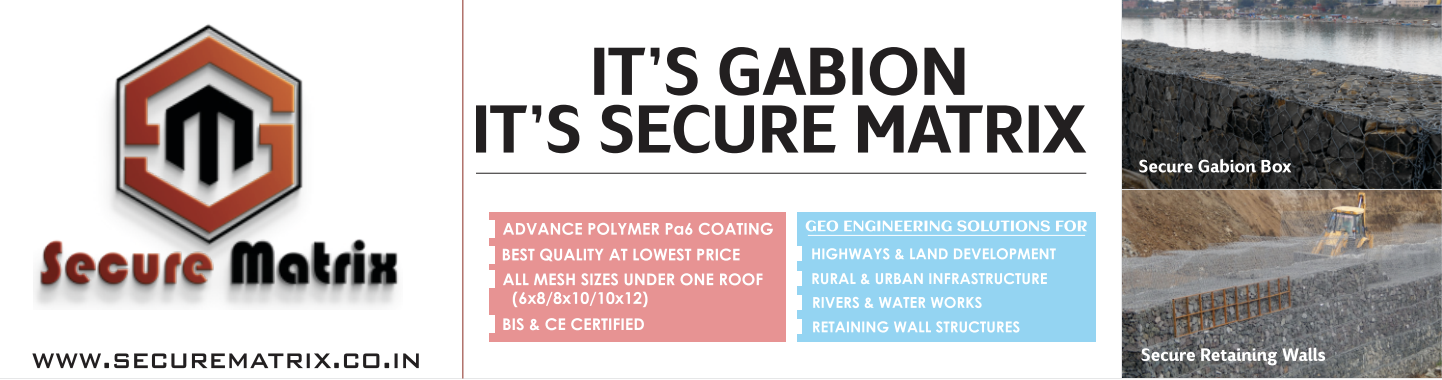 Secure Matrix
WWW.SECUREMATRIX.CO.IN
IT'S GABION
IT'S SECURE MATRIX
ADVANCE POLYMER Pa6 COATING
BEST QUALITY AT LOWEST PRICE
ALL MESH SIZES UNDER ONE ROOF
(6x8/8x10/10x12)
BIS & CE CERTIFIED
GEO ENGINEERING SOLUTIONS FOR
HIGHWAYS & LAND DEVELOPMENT
RURAL & URBAN INFRASTRUCTURE
RIVERS & WATER WORKS
RETAINING WALL STRUCTURES
Secure Gabion Box
Secure Retaining Walls